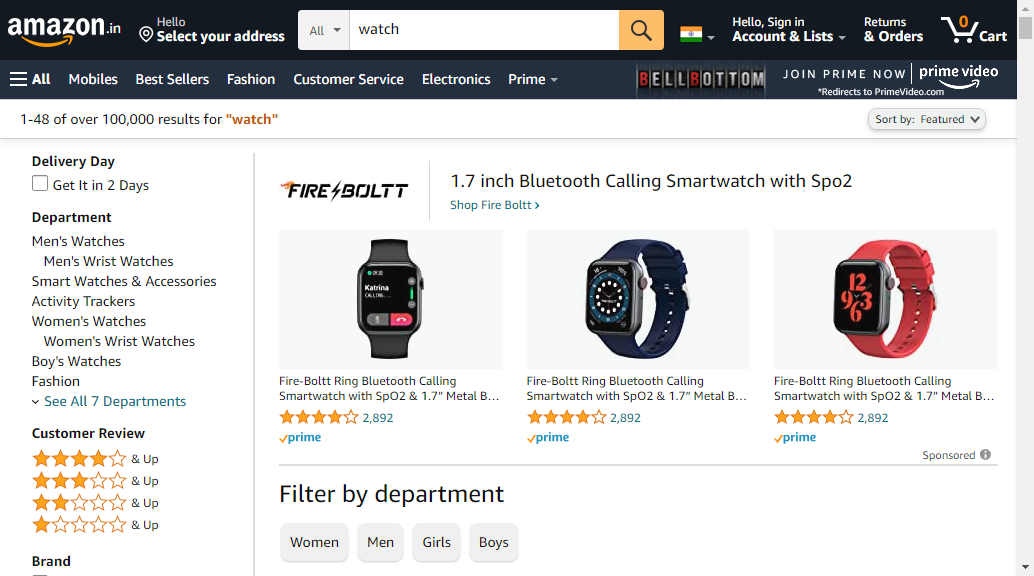 amazon.in
Hello
Select your address
All
watch
Hello, Sign in
Account & Lists
Returns
& Orders
0
Cart
All
Mobiles
Best Sellers
Fashion
Customer Service
Electronics
Prime
BELLBOTTOM
JOIN PRIME NOW
prime video
*Redirects to PrimeVideo.com
1-48 of over 100,000 results for "watch"
Sort by: Featured
Delivery Day
Get It in 2 Days
Department
Men's Watches
Men's Wrist Watches
Smart Watches & Accessories
Activity Trackers
Women's Watches
Women's Wrist Watches
Boy's Watches
Fashion
See All 7 Departments
Customer Review
& Up
& Up
& Up
& Up
Brand
FIRE-BOLTT
1.7 inch Bluetooth Calling Smartwatch with Spo2
Shop Fire Boltt ›
Katrina
CALLING...
12
9 3
6
Fire-Boltt Ring Bluetooth Calling
Smartwatch with SpO2 & 1.7” Metal B…
2,892
prime
Fire-Boltt Ring Bluetooth Calling
Smartwatch with SpO2 & 1.7” Metal B…
2,892
prime
Fire-Boltt Ring Bluetooth Calling
Smartwatch with SpO2 & 1.7” Metal B…
2,892
prime
Sponsored
Filter by department
Women
Men
Girls
Boys